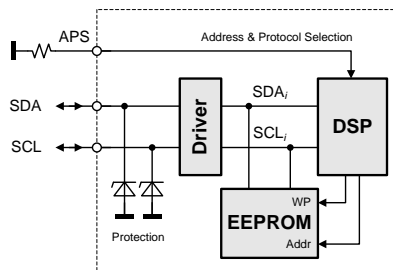 APS
Address & Protocol Selection
SDA
SDAi
Driver
DSP
SCL
SCLi
WP
EEPROM
Protection
Addr